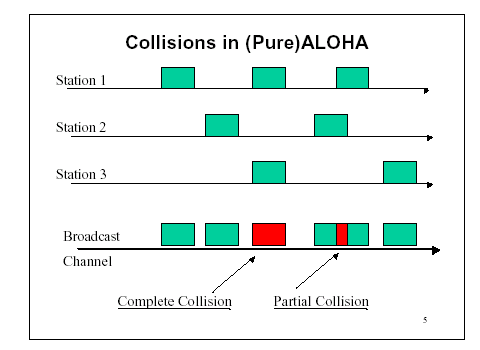 Collisions in (Pure)ALOHA
Station 1
Station 2
Station 3
Broadcast
Channel
Complete Collision
Partial Collision
5